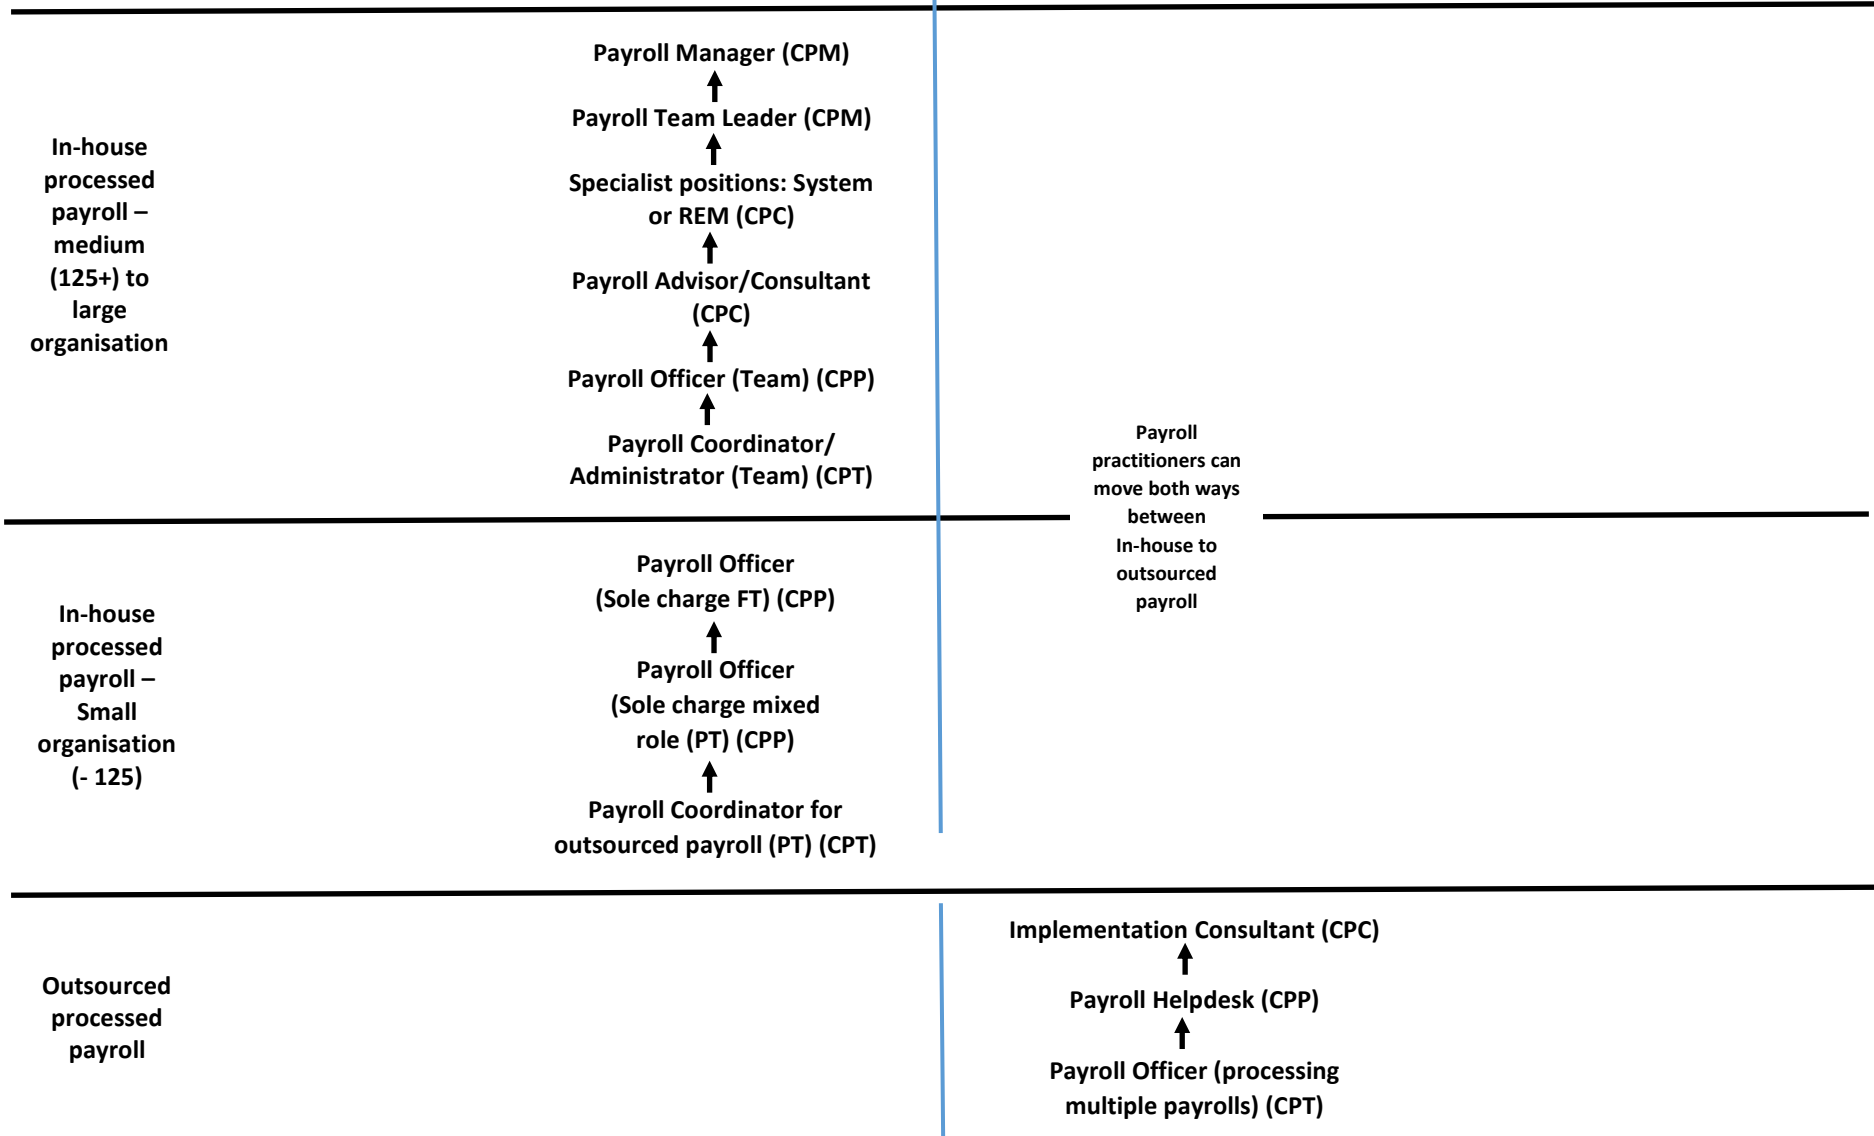 In-house
processed
payroll –
medium
(125+) to
large
organisation
Payroll Manager (CPM)
Payroll Team Leader (CPM)
Specialist positions: System
or REM (CPC)
Payroll Advisor/Consultant
(CPC)
Payroll Officer (Team) (CPP)
Payroll Coordinator/
Administrator (Team) (CPT)
Payroll
practitioners can
move both ways
between
In-house to
outsourced
payroll
In-house
processed
payroll –
Small
organisation
(- 125)
Payroll Officer
(Sole charge FT) (CPP)
Payroll Officer
(Sole charge mixed
role (PT) (CPP)
Payroll Coordinator for
outsourced payroll (PT) (CPT)
Outsourced
processed
payroll
Implementation Consultant (CPC)
Payroll Helpdesk (CPP)
Payroll Officer (processing
multiple payrolls) (CPT)